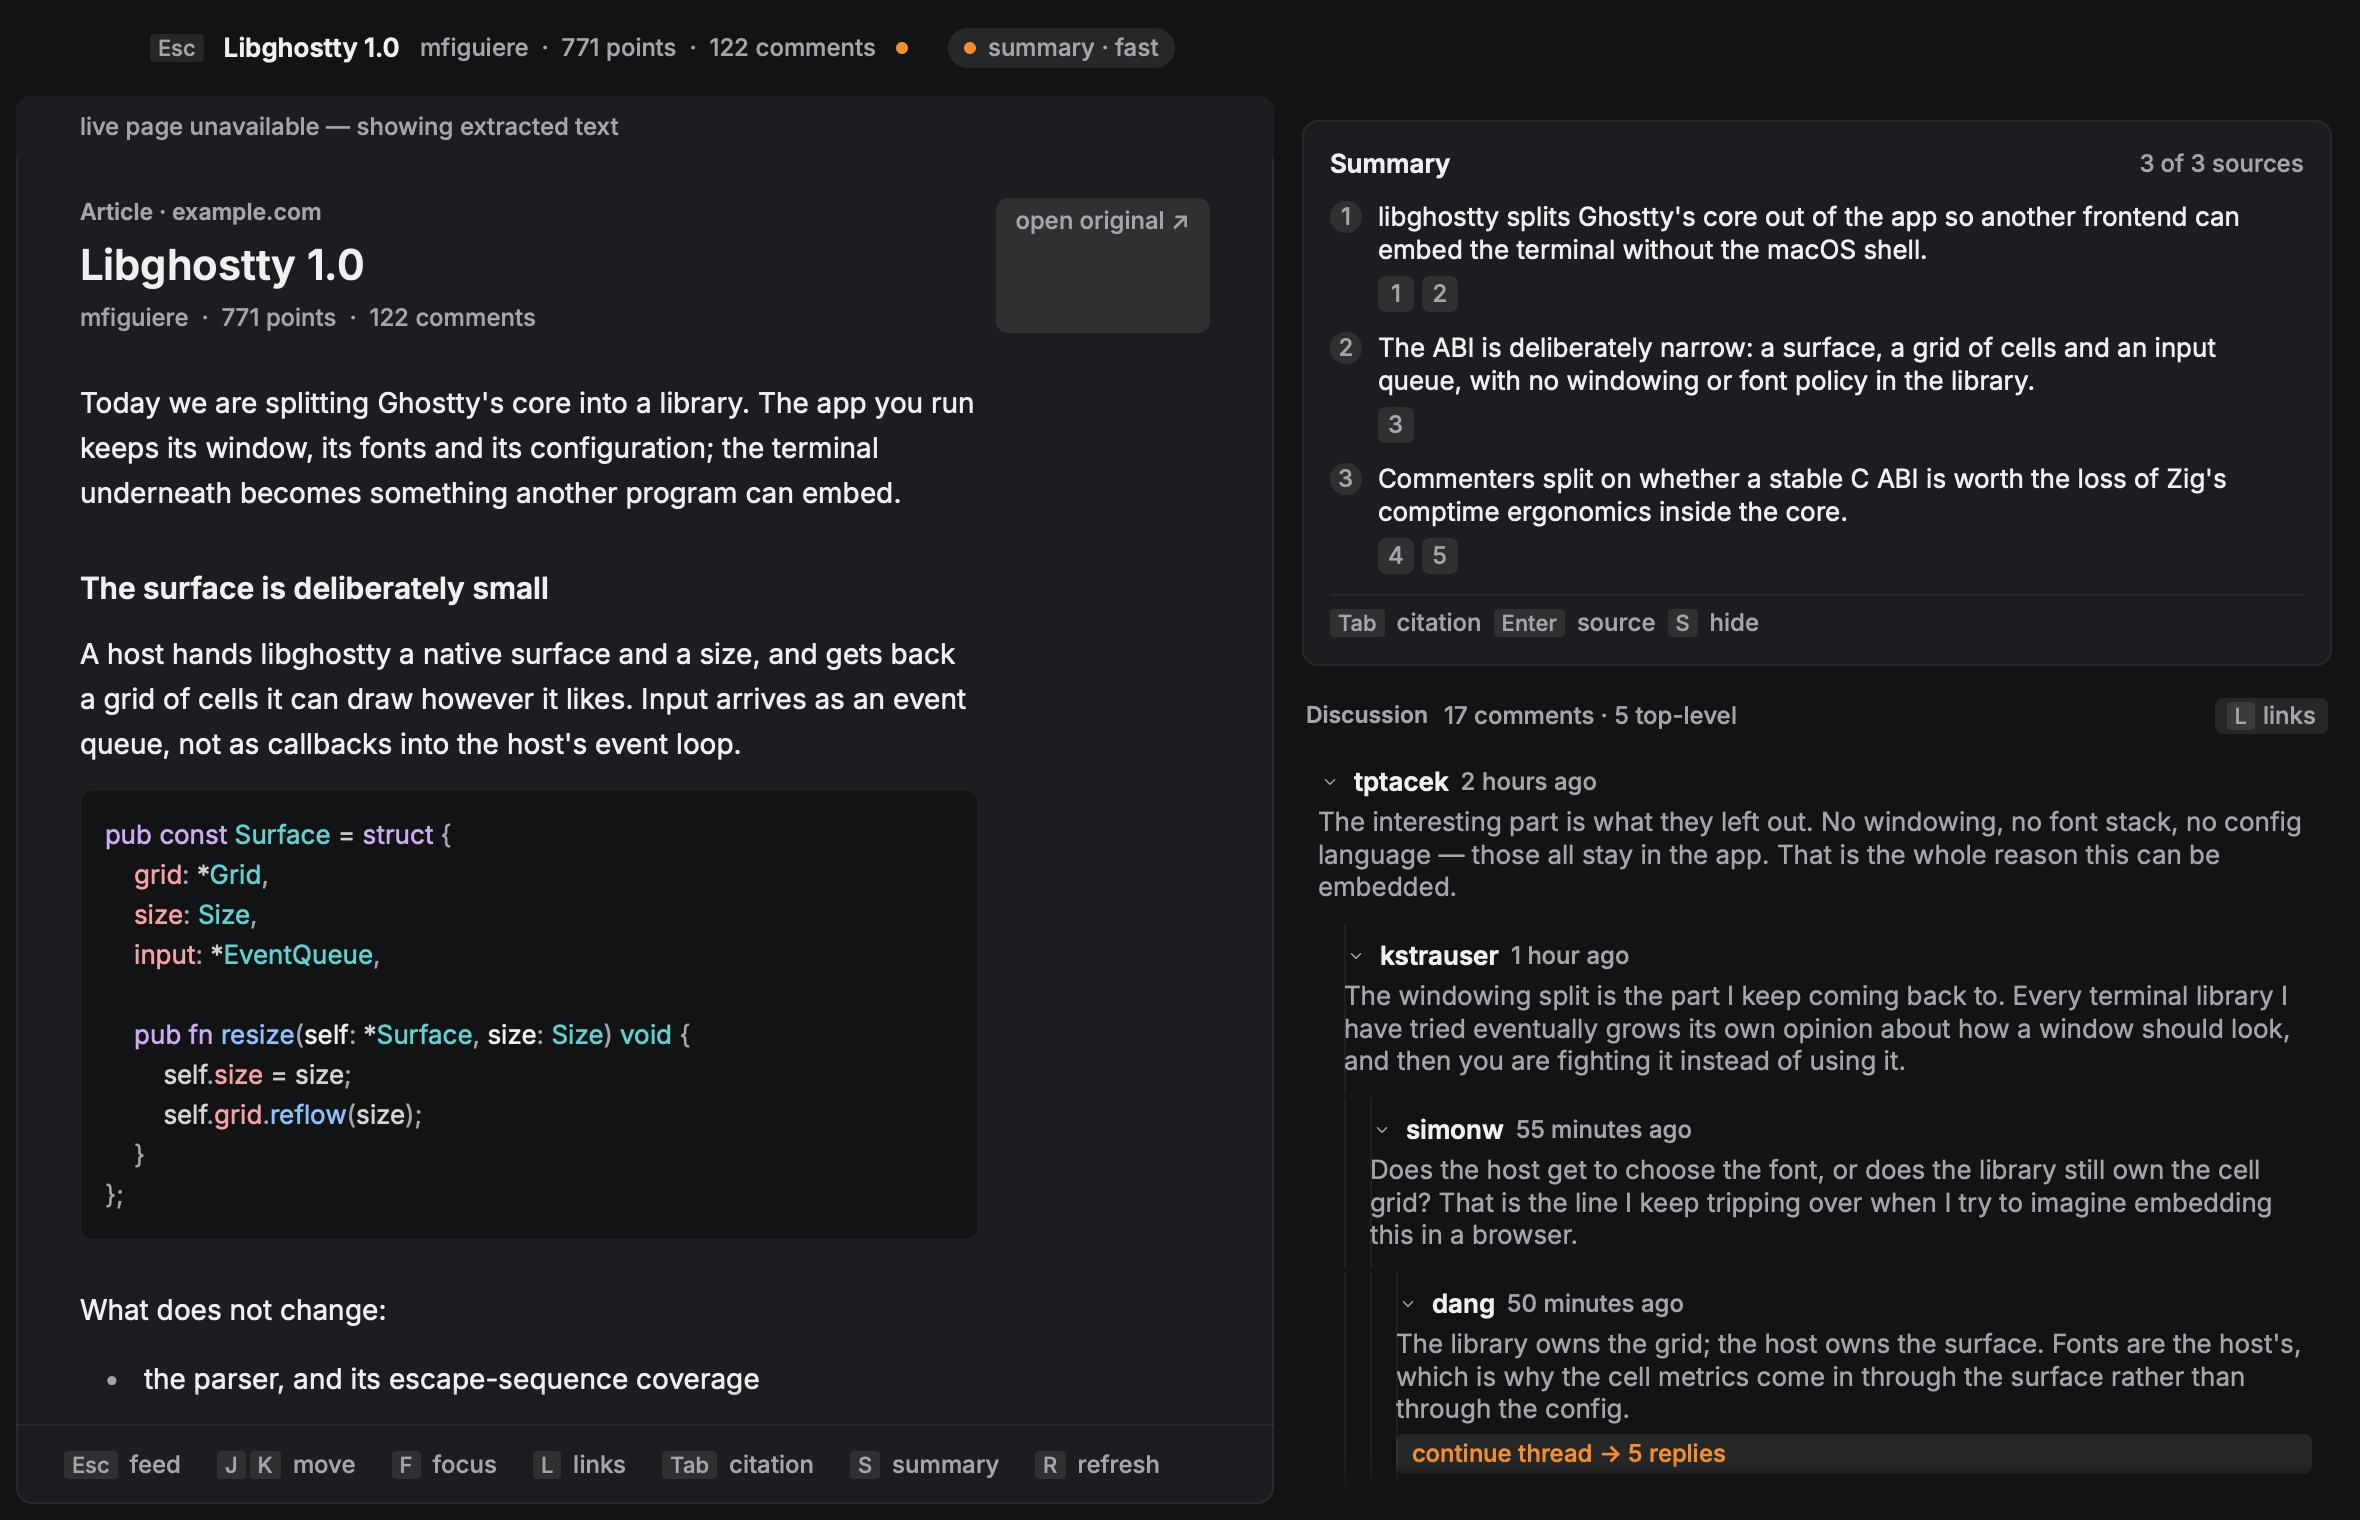 Esc Libghostty 1.0 mfiguiere · 771 points · 122 comments summary · fast
live page unavailable — showing extracted text
Article · example.com
open original ↗
Libghostty 1.0
mfiguiere · 771 points · 122 comments
Today we are splitting Ghostty's core into a library. The app you run
keeps its window, its fonts and its configuration; the terminal
underneath becomes something another program can embed.
The surface is deliberately small
A host hands libghostty a native surface and a size, and gets back
a grid of cells it can draw however it likes. Input arrives as an event
queue, not as callbacks into the host's event loop.
pub const Surface = struct {
grid: *Grid,
size: Size,
input: *EventQueue,
pub fn resize(self: *Surface, size: Size) void {
self.size = size;
self.grid.reflow(size);
}
};
What does not change:
• the parser, and its escape-sequence coverage
Esc feed J K move F focus L links Tab citation S summary R refresh
Summary 3 of 3 sources
1 libghostty splits Ghostty's core out of the app so another frontend can
embed the terminal without the macOS shell.
1 2
2 The ABI is deliberately narrow: a surface, a grid of cells and an input
queue, with no windowing or font policy in the library.
3
3 Commenters split on whether a stable C ABI is worth the loss of Zig's
comptime ergonomics inside the core.
4 5
Tab citation Enter source S hide
Discussion 17 comments · 5 top-level L links
tptacek 2 hours ago
The interesting part is what they left out. No windowing, no font stack, no config
language — those all stay in the app. That is the whole reason this can be
embedded.
kstrauser 1 hour ago
The windowing split is the part I keep coming back to. Every terminal library I
have tried eventually grows its own opinion about how a window should look,
and then you are fighting it instead of using it.
simonw 55 minutes ago
Does the host get to choose the font, or does the library still own the cell
grid? That is the line I keep tripping over when I try to imagine embedding
this in a browser.
dang 50 minutes ago
The library owns the grid; the host owns the surface. Fonts are the host's,
which is why the cell metrics come in through the surface rather than
through the config.
continue thread → 5 replies